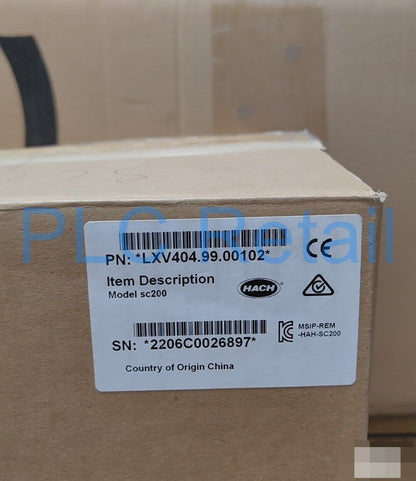 PLC Retail
PN: *LXV404.99.00102*
CE
Item Description
Model sc200
HACH
MSIP-REM
-HAH-SC200
SN: *2206C0026897*
Country of Origin China